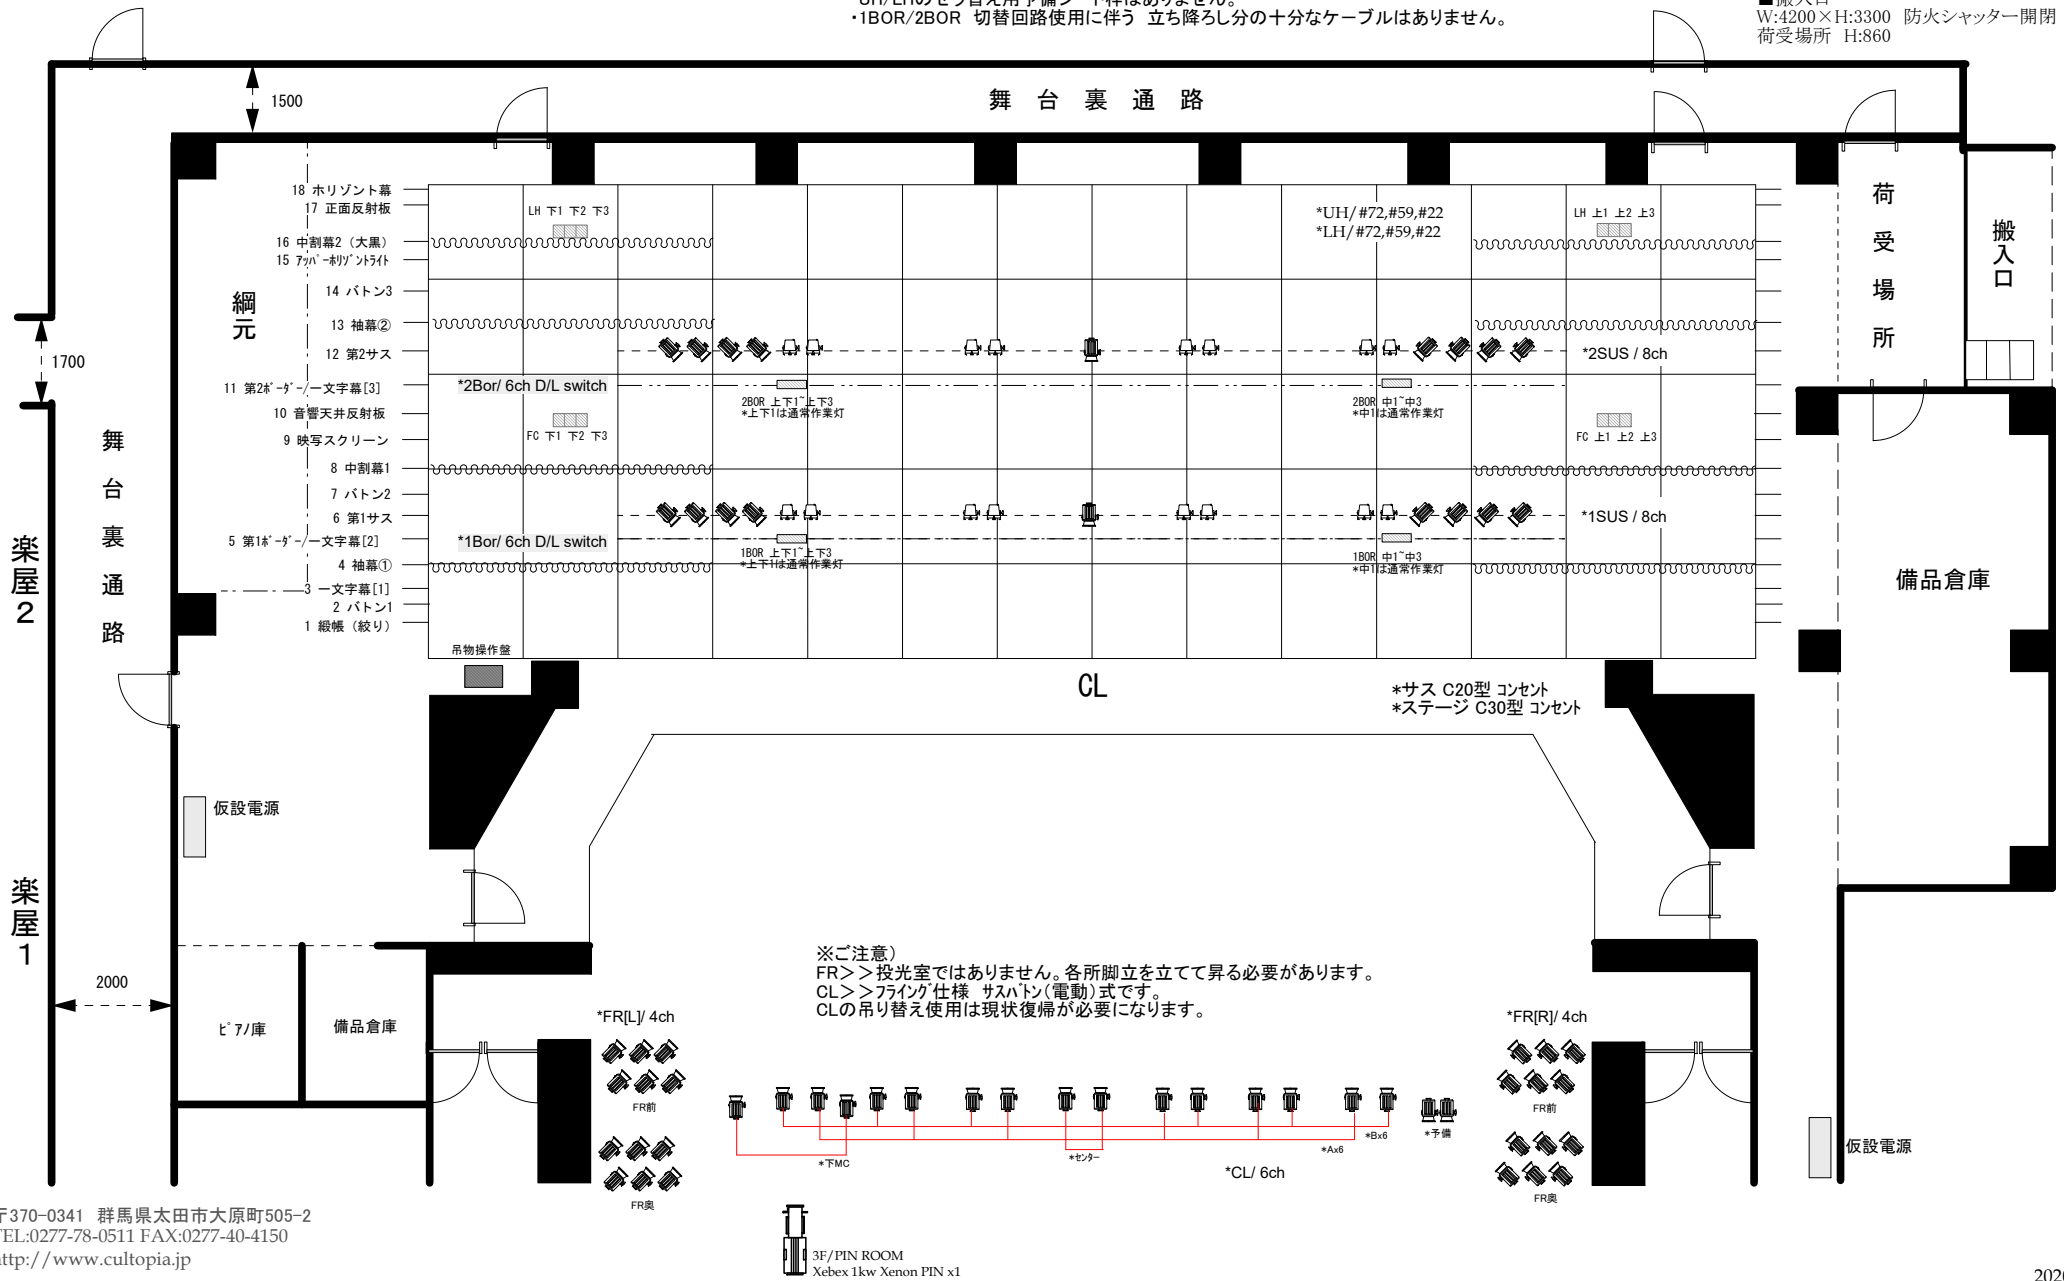 ・1BOR/2BOR 切替回路使用に伴う 立ち降ろし分の十分なケーブルはありません。
W:4200×H:3300 防火シャッター開閉
荷受場所 H:860
1500
舞台裏通路
18 ホリゾント幕
17 正面反射板
16 中割幕2（大黒）
15 アッパーホリゾントライト
14 バトン3
13 袖幕②
12 第2サス
11 第2ボーダー/一文字幕[3]
10 音響天井反射板
9 映写スクリーン
8 中割幕1
7 バトン2
6 第1サス
5 第1ボーダー/一文字幕[2]
4 袖幕①
3 一文字幕[1]
2 バトン1
1 緞帳（絞り）
LH 下1 下2 下3
*UH/#72,#59,#22
*LH/#72,#59,#22
LH 上1 上2 上3
荷受場所
搬入口
綱元
1700
*2SUS / 8ch
*2Bor/ 6ch D/L switch
2BOR 上下1~上下3
*上下1は通常作業灯
2BOR 中1~中3
*中1は通常作業灯
FC 下1 下2 下3
FC 上1 上2 上3
舞台裏通路
*1SUS / 8ch
*1Bor/ 6ch D/L switch
1BOR 上下1~上下3
*上下1は通常作業灯
1BOR 中1~中3
*中1は通常作業灯
楽屋2
備品倉庫
吊物操作盤
CL
*サス C20型 コンセント
*ステージ C30型 コンセント
仮設電源
楽屋1
2000
ピアノ庫
備品倉庫
※ご注意）
FR＞＞投光室ではありません。各所脚立を立てて昇る必要があります。
CL＞＞フライング仕様 サスバトン（電動）式です。
CLの吊り替え使用は現状復帰が必要になります。
*FR[L]/ 4ch
*FR[R]/ 4ch
FR前
FR前
*予備
*Bx6
*Ax6
*センター
*下MC
*CL/ 6ch
仮設電源
FR奥
FR奥
〒370-0341 群馬県太田市大原町505-2
TEL:0277-78-0511 FAX:0277-40-4150
http://www.cultopia.jp
3F/PIN ROOM
Xebex 1kw Xenon PIN x1